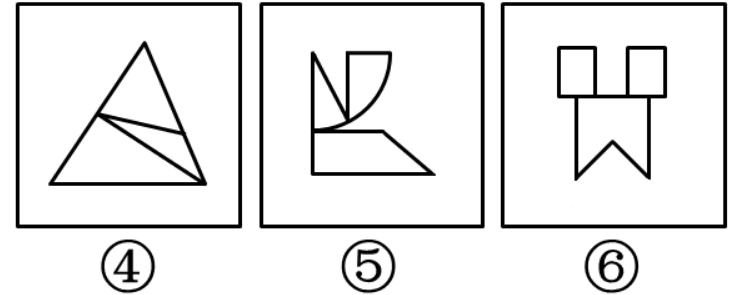 ④ ⑤ ⑥